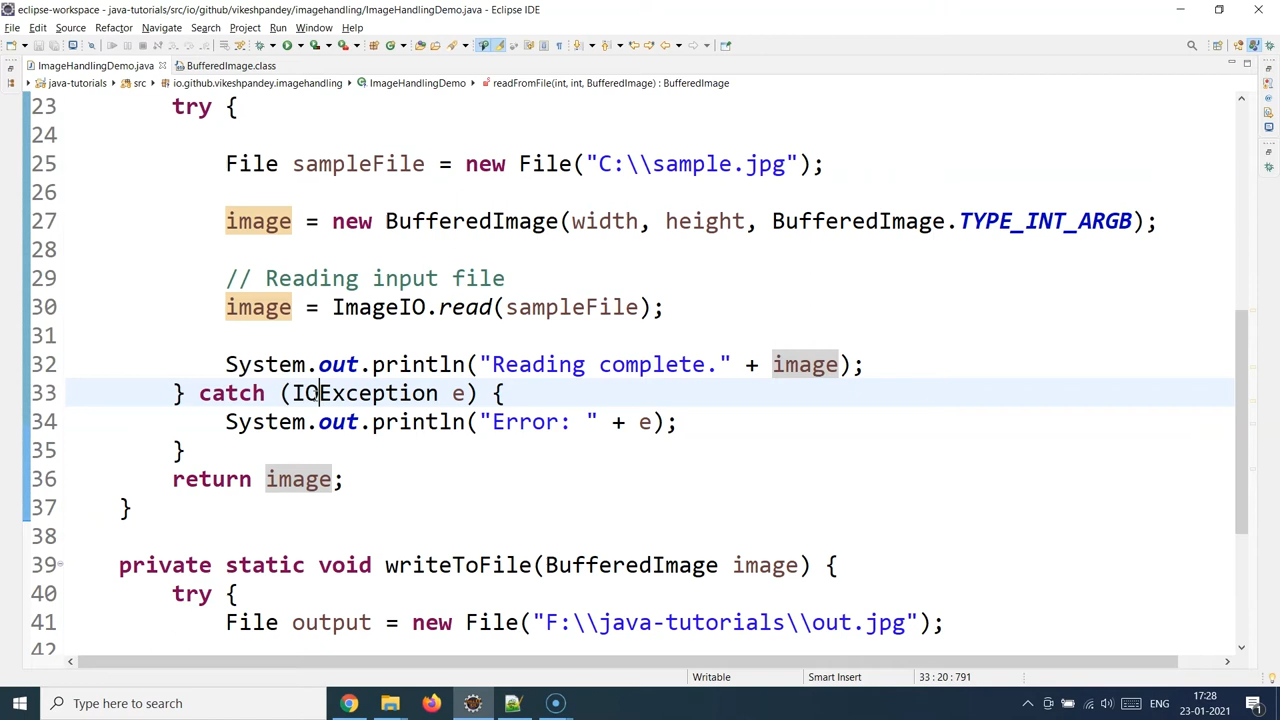 eclipse-workspace - java-tutorials/src/io/github/vikeshpandey/imagehandling/ImageHandlingDemo.java - Eclipse IDE
File Edit Source Refactor Navigate Search Project Run Window Help
ImageHandlingDemo.java BufferedImage.class
java-tutorials src io.github.vikeshpandey.imagehandling ImageHandlingDemo readFromFile(int, int, BufferedImage) : BufferedImage
23 try {
24
25 File sampleFile = new File("C:\\sample.jpg");
26
27 image = new BufferedImage(width, height, BufferedImage.TYPE_INT_ARGB);
28
29 // Reading input file
30 image = ImageIO.read(sampleFile);
31
32 System.out.println("Reading complete." + image);
33 } catch (IOException e) {
34 System.out.println("Error: " + e);
35 }
36 return image;
37 }
38
39 private static void writeToFile(BufferedImage image) {
40 try {
41 File output = new File("F:\\java-tutorials\\out.jpg");
42
Writable Smart Insert 33 : 20 : 791
Type here to search ENG 17:28
23-01-2021